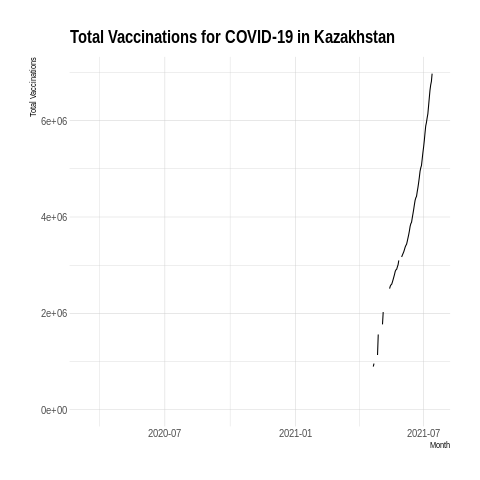 Total Vaccinations for COVID-19 in Kazakhstan
Total Vaccinations
6e+06
4e+06
2e+06
0e+00
2020-07 2021-01 2021-07
Month